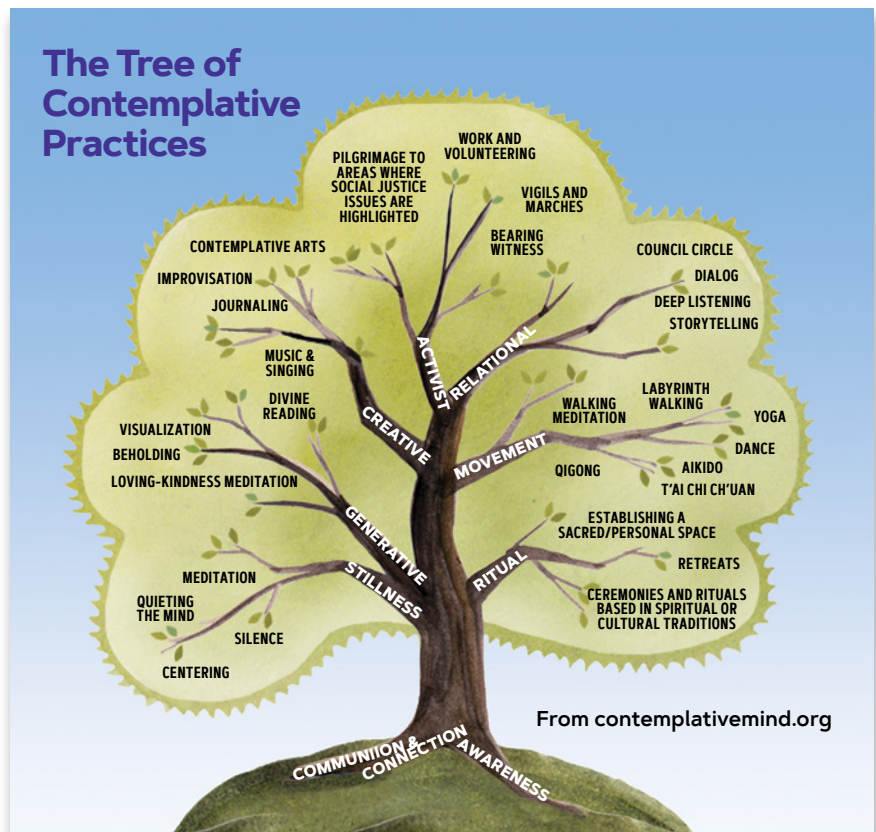 The Tree of
Contemplative
Practices
WORK AND
VOLUNTEERING
PILGRIMAGE TO
AREAS WHERE
SOCIAL JUSTICE
ISSUES ARE
HIGHLIGHTED
VIGILS AND
MARCHES
BEARING
WITNESS
CONTEMPLATIVE ARTS
IMPROVISATION
JOURNALING
MUSIC &
SINGING
COUNCIL CIRCLE
DIALOG
DEEP LISTENING
STORYTELLING
ACTIVIST
RELATIONAL
CREATIVE
MOVEMENT
DIVINE
READING
VISUALIZATION
BEHOLDING
LOVING-KINDNESS MEDITATION
WALKING
MEDITATION
LABYRINTH
WALKING
YOGA
DANCE
QIGONG
AIKIDO
T'AI CHI CH'UAN
GENERATIVE
STILLNESS
RITUAL
ESTABLISHING A
SACRED/PERSONAL SPACE
RETREATS
CEREMONIES AND RITUALS
BASED IN SPIRITUAL OR
CULTURAL TRADITIONS
MEDITATION
QUIETING
THE MIND
SILENCE
CENTERING
From contemplativemind.org
COMMUNIION &
CONNECTION
AWARENESS